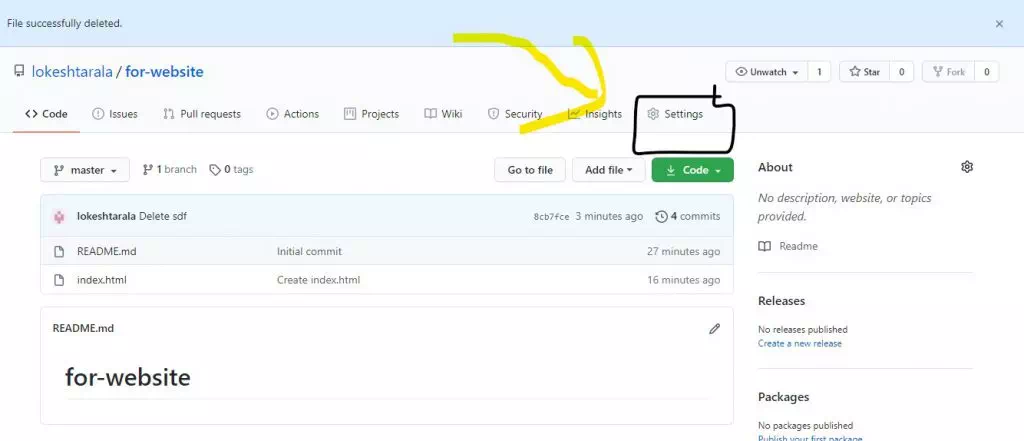 File successfully deleted.
lokeshtarala / for-website
Unwatch 1 Star 0 Fork 0
Code Issues Pull requests Actions Projects Wiki Security Insights Settings
master 1 branch 0 tags Go to file Add file Code
About
No description, website, or topics
provided.
Readme
lokeshtarala Delete sdf 8cb7fce 3 minutes ago 4 commits
README.md Initial commit 27 minutes ago
index.html Create index.html 16 minutes ago
Releases
No releases published
Create a new release
README.md
for-website
Packages
No packages published
Publish your first package